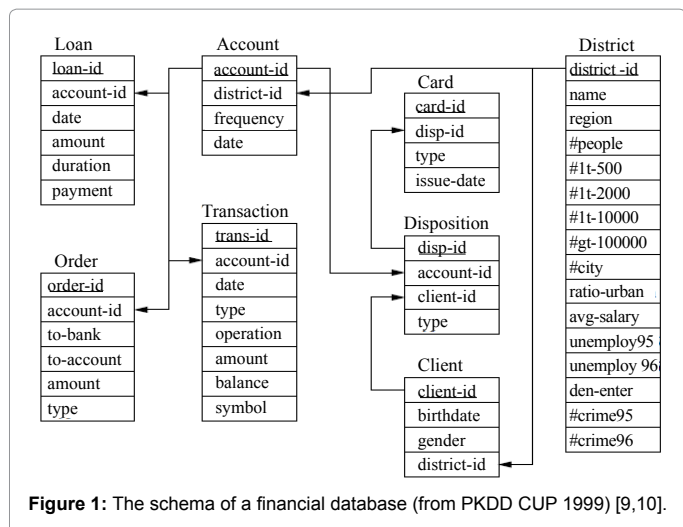 Loan
loan-id
account-id
date
amount
duration
payment
Order
order-id
account-id
to-bank
to-account
amount
type
Account
account-id
district-id
frequency
date
Transaction
trans-id
account-id
date
type
operation
amount
balance
symbol
Card
card-id
disp-id
type
issue-date
Disposition
disp-id
account-id
client-id
type
Client
client-id
birthdate
gender
district-id
District
district -id
name
region
#people
#1t-500
#1t-2000
#1t-10000
#gt-100000
#city
ratio-urban
avg-salary
unemploy95
unemploy 96
den-enter
#crime95
#crime96
Figure 1: The schema of a financial database (from PKDD CUP 1999) [9,10].